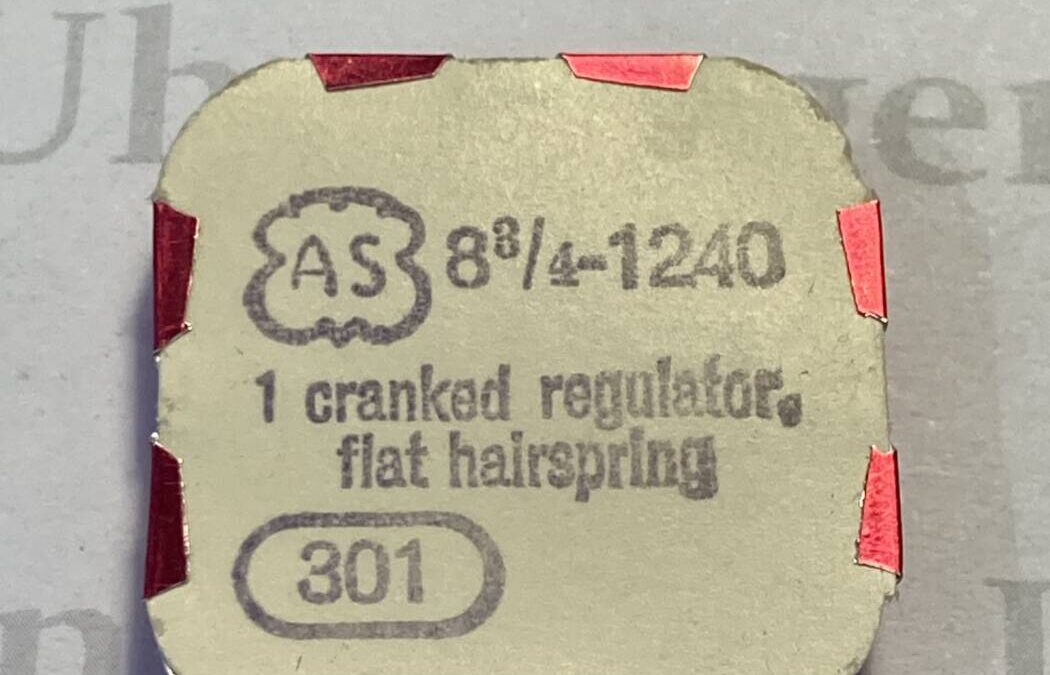 AS 8³/₄-1240
1 cranked regulator,
flat hairspring
301